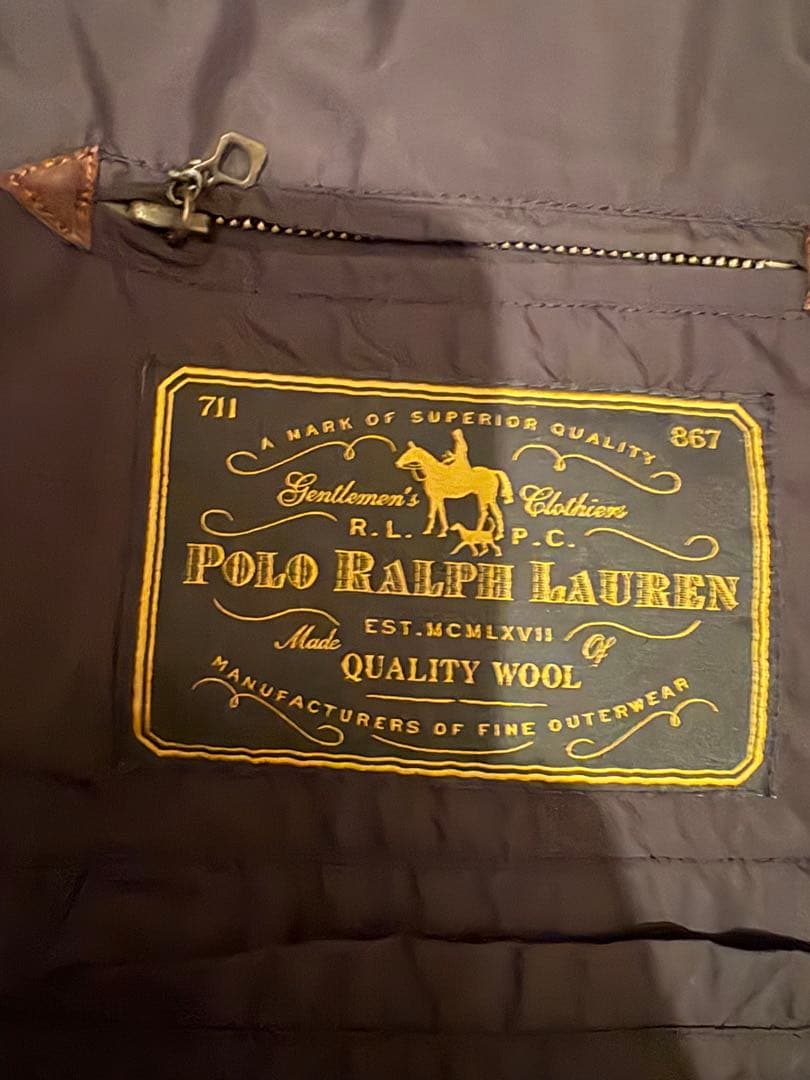 711
867
A MARK OF SUPERIOR QUALITY
Gentlemen's Clothiers
R.L. P.C.
POLO RALPH LAUREN
EST. MCMLXVII
Made Of
QUALITY WOOL
MANUFACTURERS OF FINE OUTERWEAR